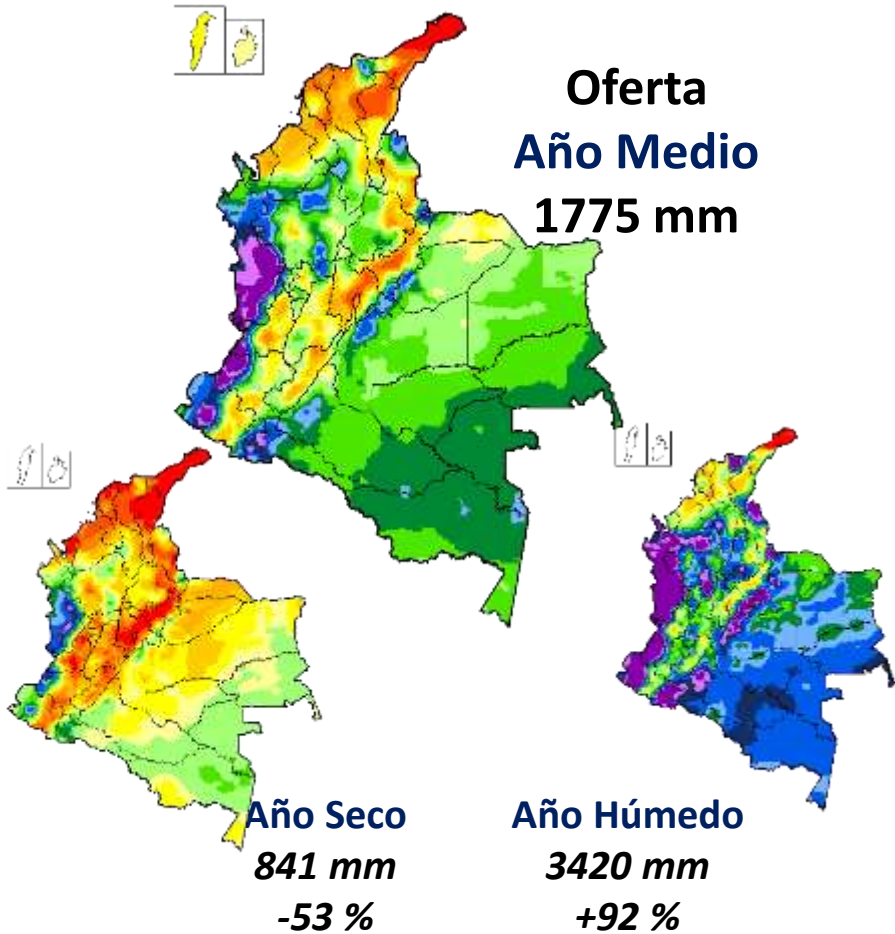 Oferta
Año Medio
1775 mm
Año Seco
841 mm
-53 %
Año Húmedo
3420 mm
+92 %